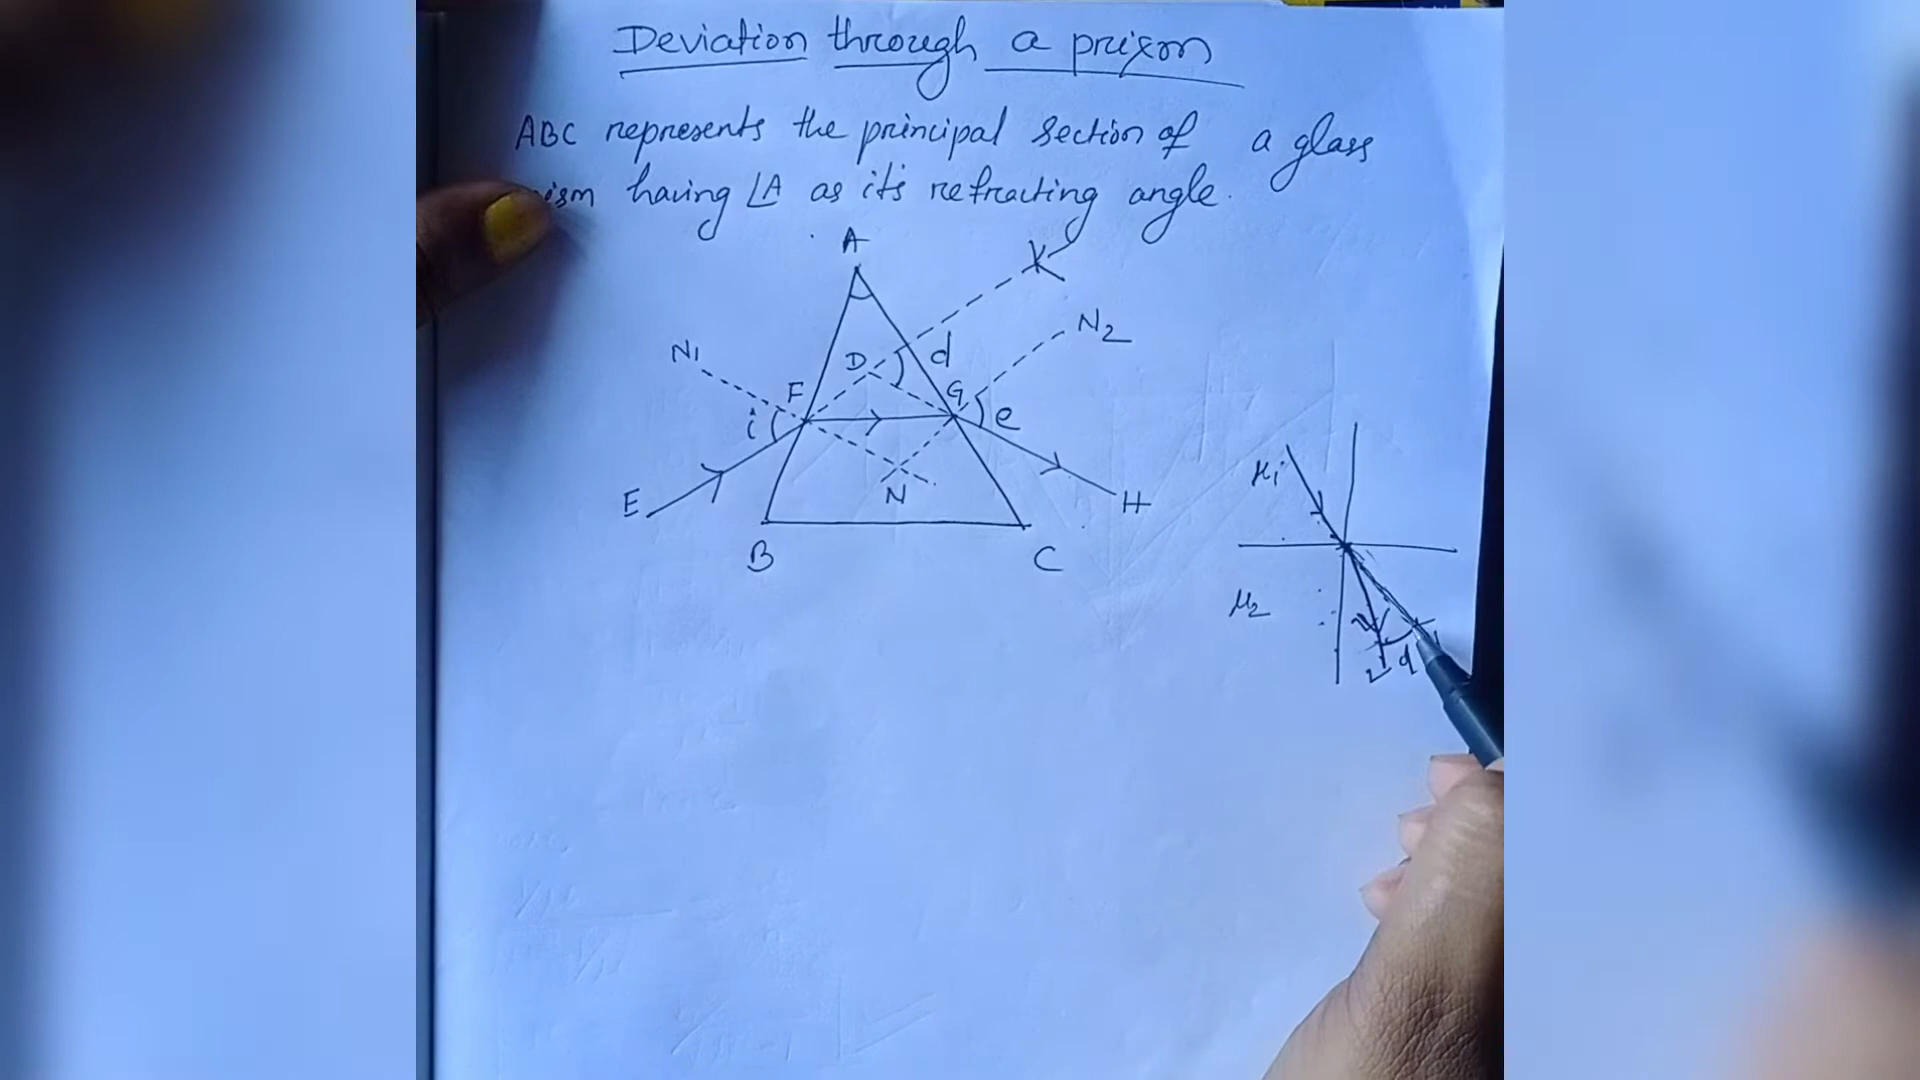 Deviation through a prism
ABC represents the principal section of a glass
ism having ∠A as its refracting angle.
A
K
N2
N1
D
d
F
G
i
e
E
N
H
B
C
μ1
μ2
d